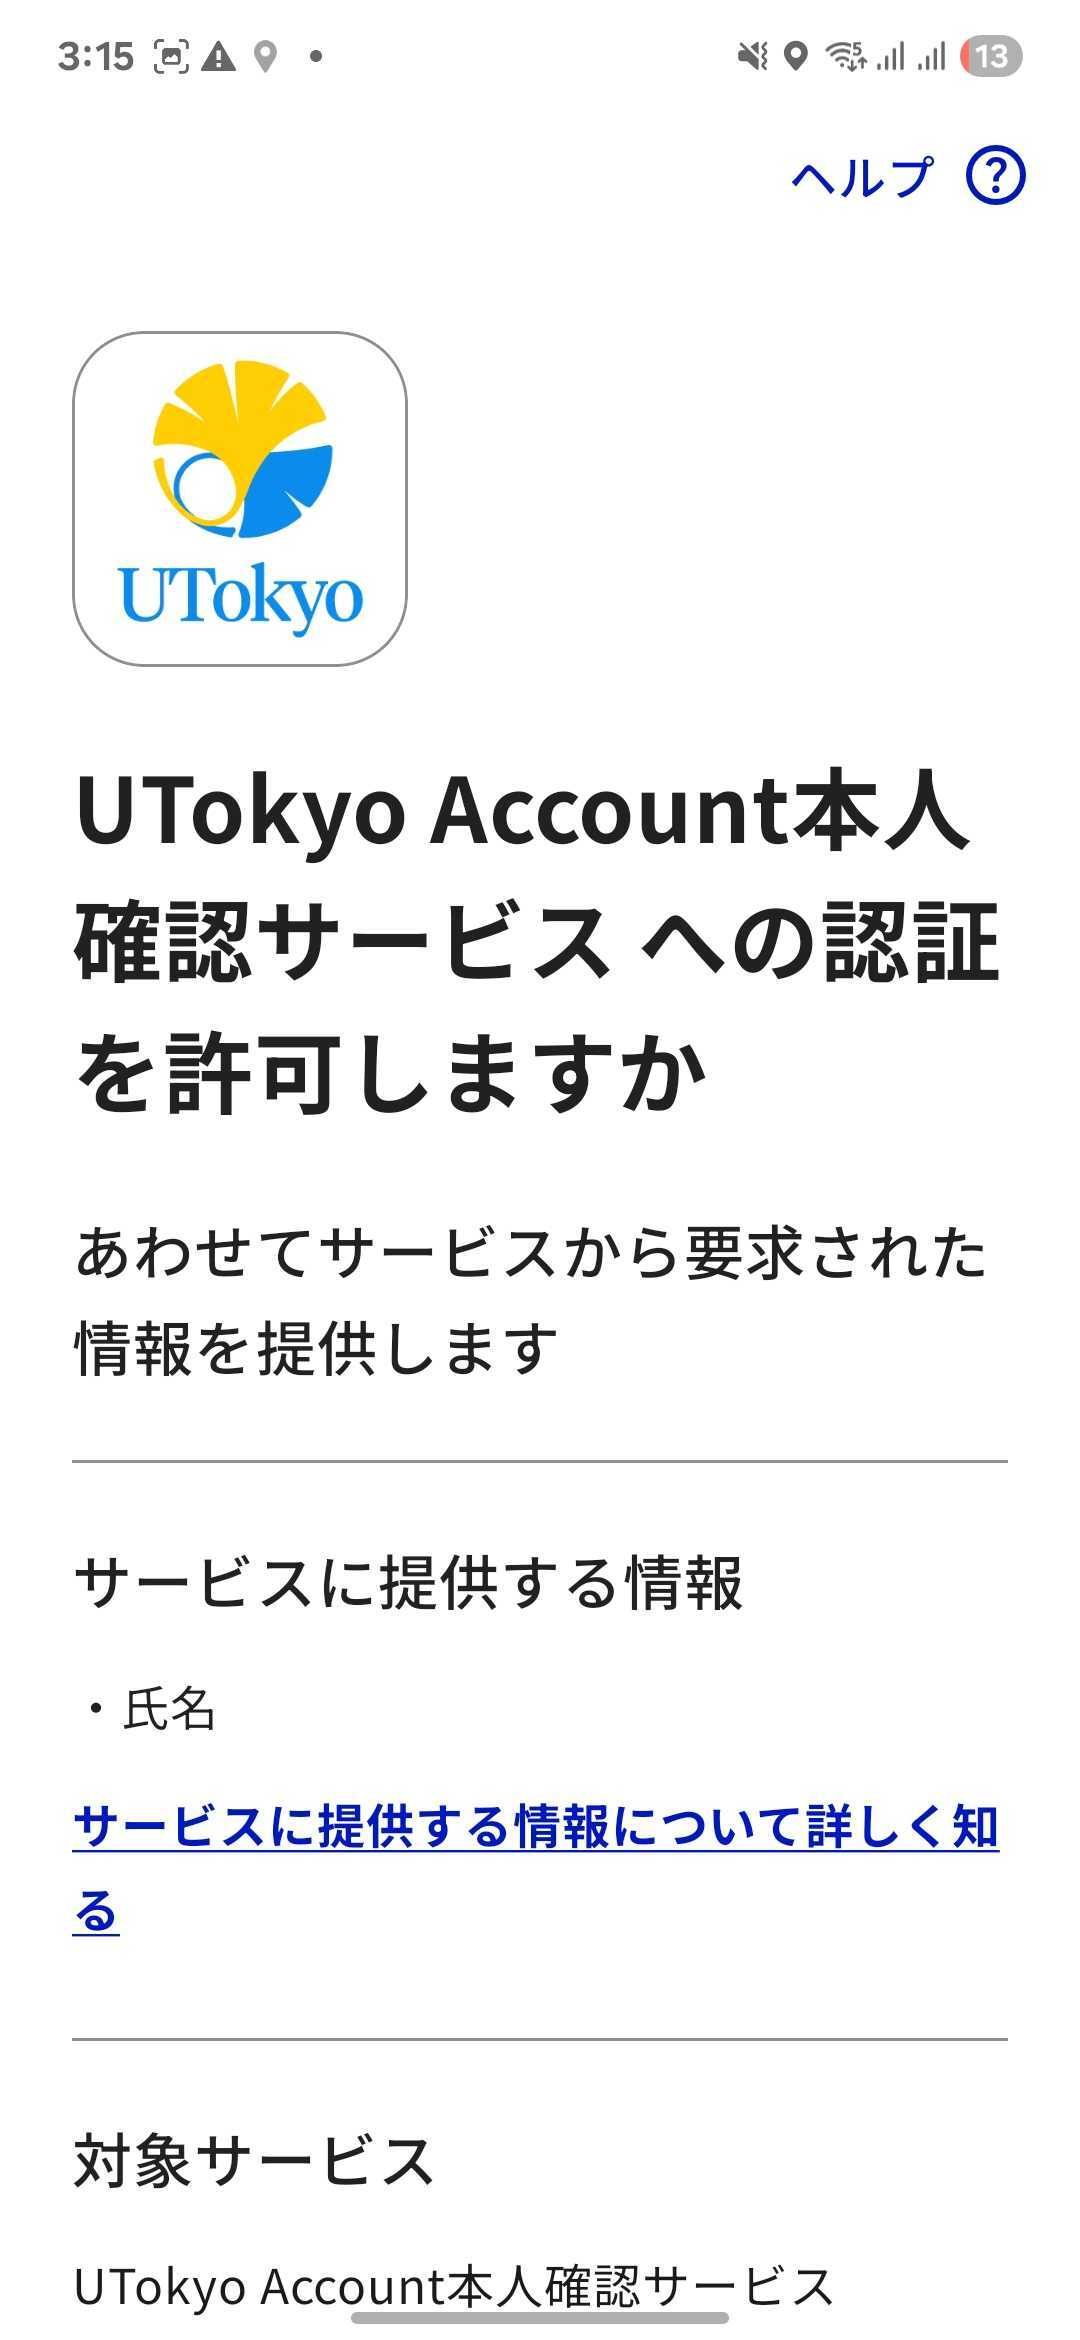 3:15
5
13
ヘルプ ?
UTokyo
UTokyo Account本人
確認サービス への認証
を許可しますか
あわせてサービスから要求された
情報を提供します
サービスに提供する情報
・氏名
サービスに提供する情報について詳しく知
る
対象サービス
UTokyo Account本人確認サービス